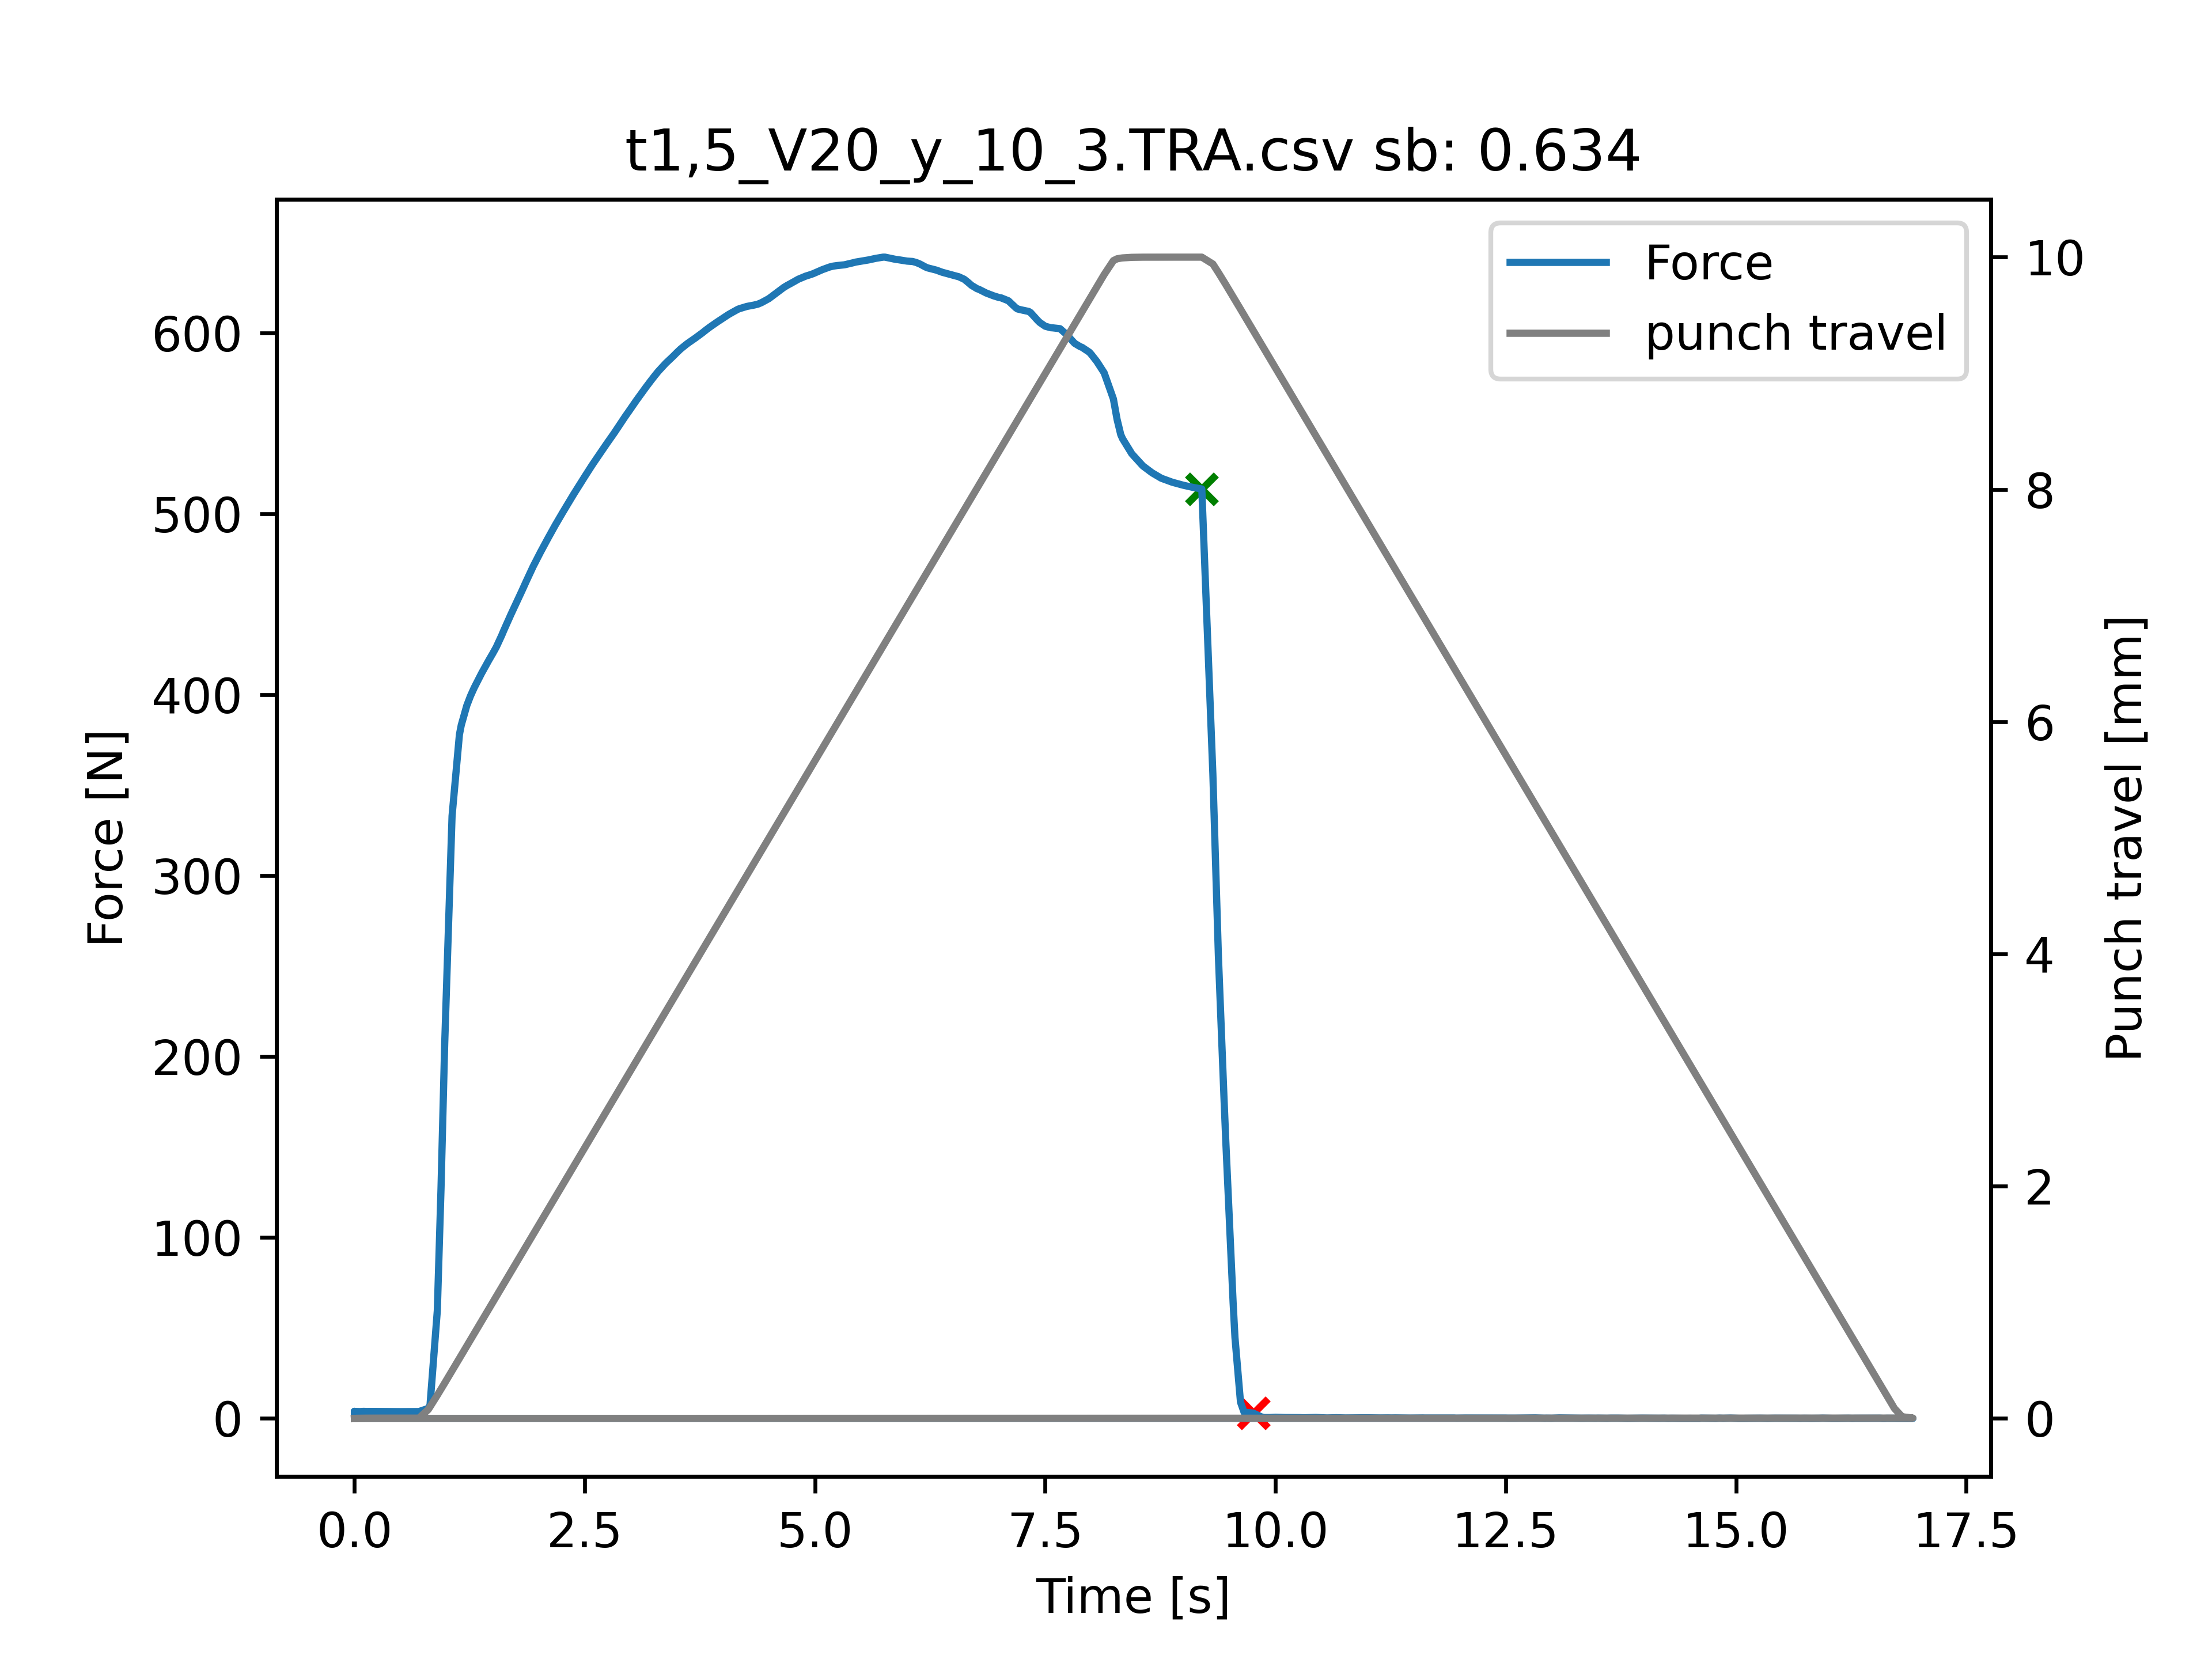 t1,5_V20_y_10_3.TRA.csv sb: 0.634
Force
punch travel
Force [N]
600
500
400
300
200
100
0
10
8
6
4
2
0
Punch travel [mm]
0.0 2.5 5.0 7.5 10.0 12.5 15.0 17.5
Time [s]